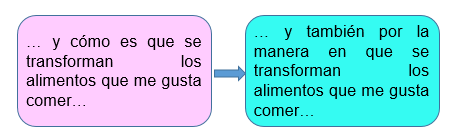 … y cómo es que se
transforman los
alimentos que me gusta
comer…
… y también por la
manera en que se
transforman los
alimentos que me gusta
comer…